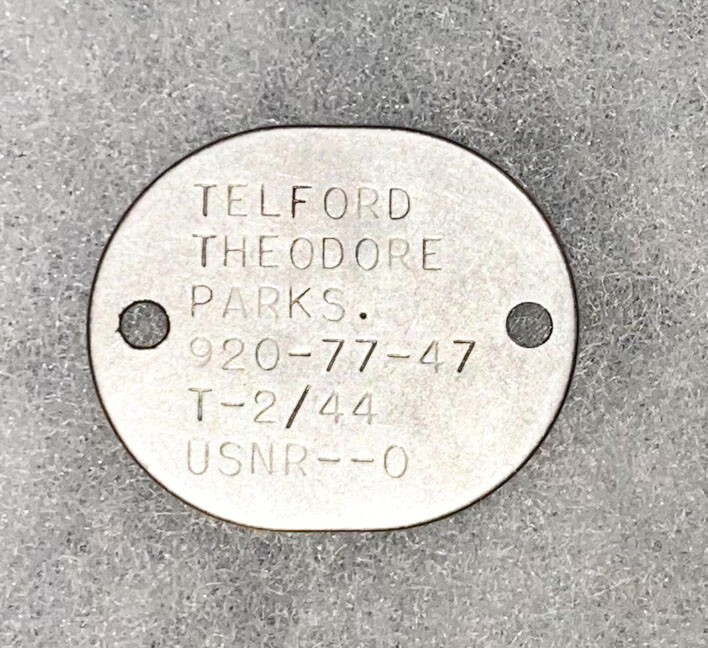 TELFORD
THEODORE
PARKS.
920-77-47
T-2/44
USNR--O